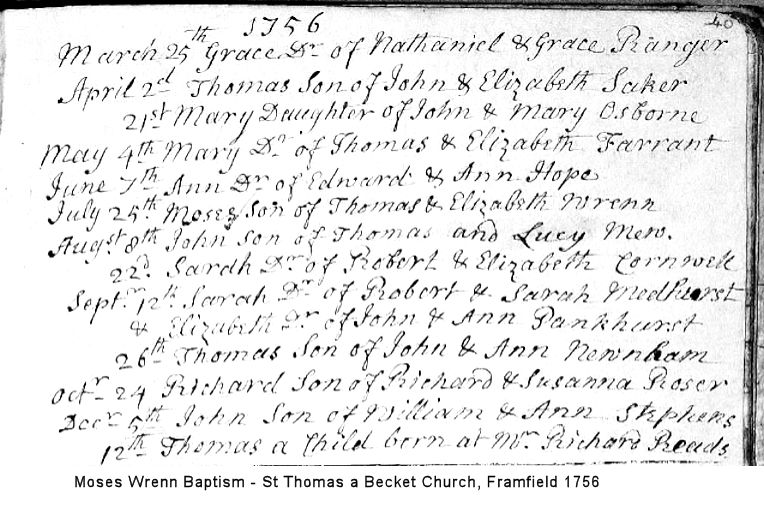 1756
40
March 25th Grace Dr. of Nathaniel & Grace Ranger
April 2d Thomas Son of John & Elizabeth Saker
21st Mary Daughter of John & Mary Osborne
May 4th Mary Dr. of Thomas & Elizabeth Farrant
June 7th Ann Dr. of Edward & Ann Hope
July 25th Moses Son of Thomas & Elizabeth Wrenn
Augst 8th John Son of Thomas and Lucy Mew.
22d. Sarah Dr. of Robert & Elizabeth Cornwell
Septr. 12th Sarah Dr. of Robert & Sarah Medhurst
& Elizabeth Dr. of John & Ann Pankhurst
26th Thomas Son of John & Ann Newnham
Octr 24 Richard Son of Richard & Susanna Roser
Decr 5th John Son of William & Ann Stephens
12th Thomas a Child born at Mr. Richard Reads.
Moses Wrenn Baptism - St Thomas a Becket Church, Framfield 1756